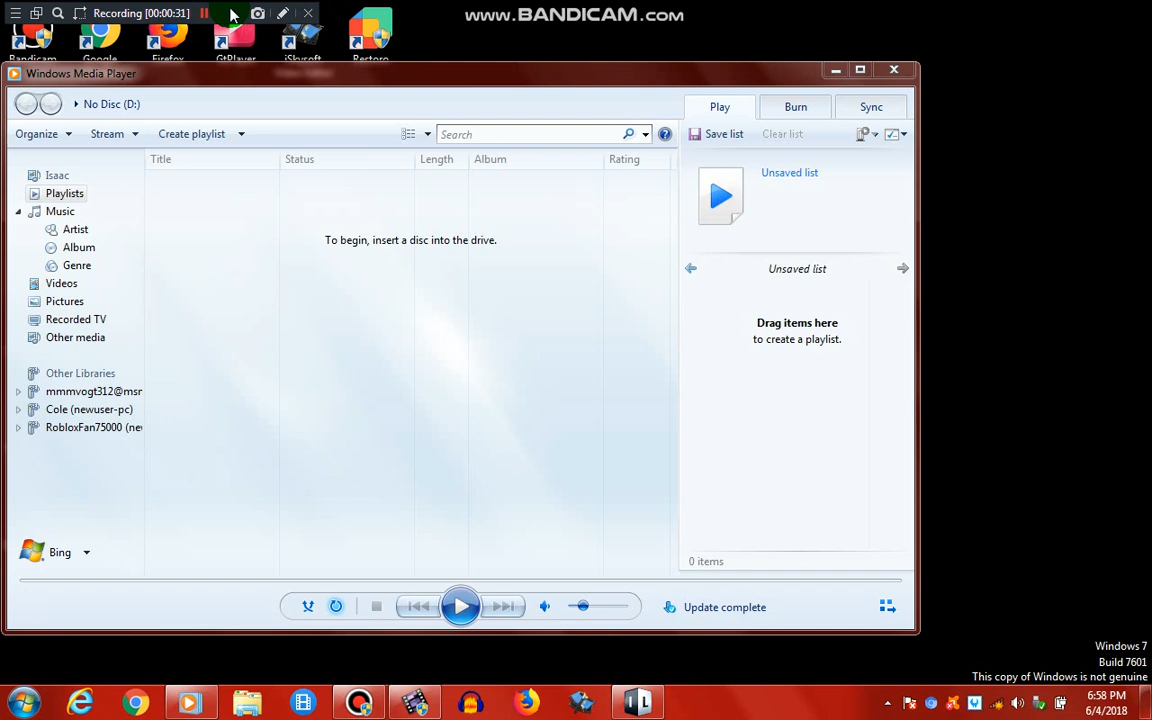 Recording [00:00:31]
www.BANDICAM.com
Bandicam
Google
Firefox
GtPlayer
iSkysoft
Restoro
Windows Media Player
No Disc (D:)
Play
Burn
Sync
Organize
Stream
Create playlist
Search
Save list
Clear list
Title
Status
Length
Album
Rating
Unsaved list
Isaac
Playlists
Music
Artist
Album
Genre
Videos
Pictures
Recorded TV
Other media
To begin, insert a disc into the drive.
Unsaved list
Drag items here
to create a playlist.
Other Libraries
mmmvogt312@msn
Cole (newuser-pc)
RobloxFan75000 (ne
Bing
0 items
Update complete
Windows 7
Build 7601
This copy of Windows is not genuine
6:58 PM
6/4/2018